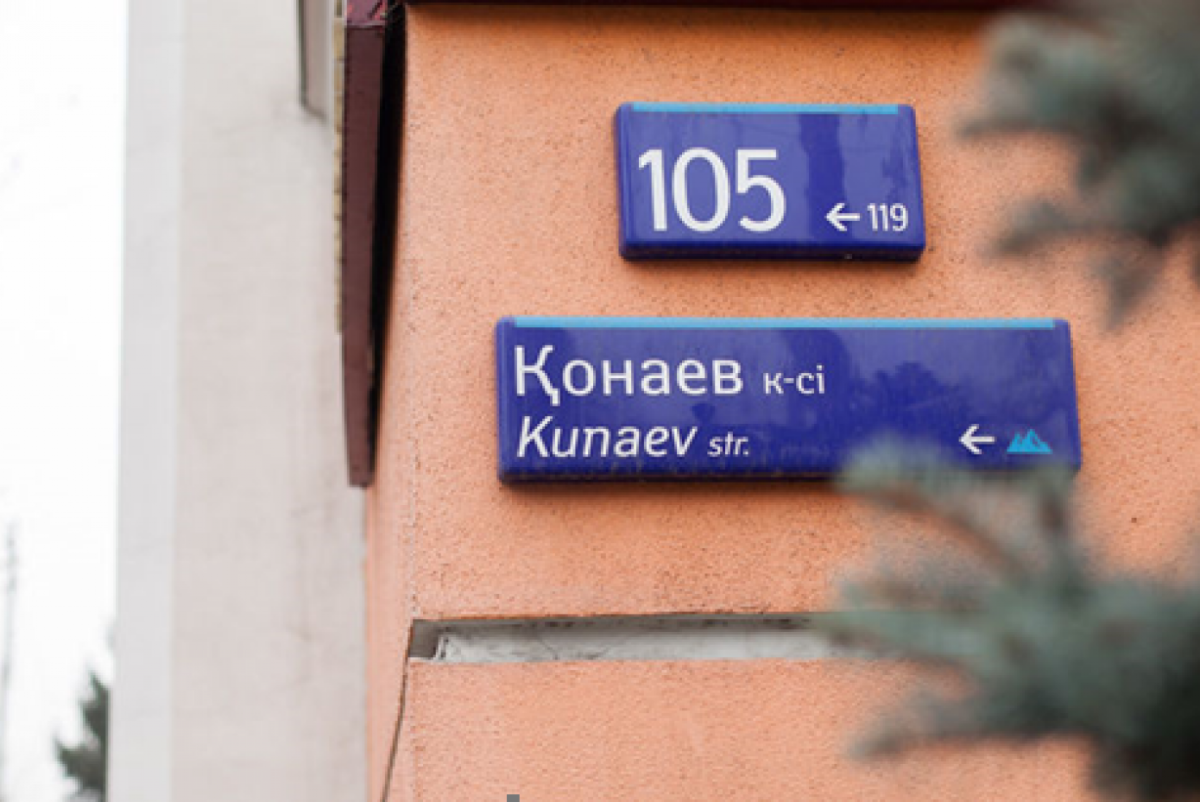 105 ←119
Қонаев к-сі
Kunaev str. ←